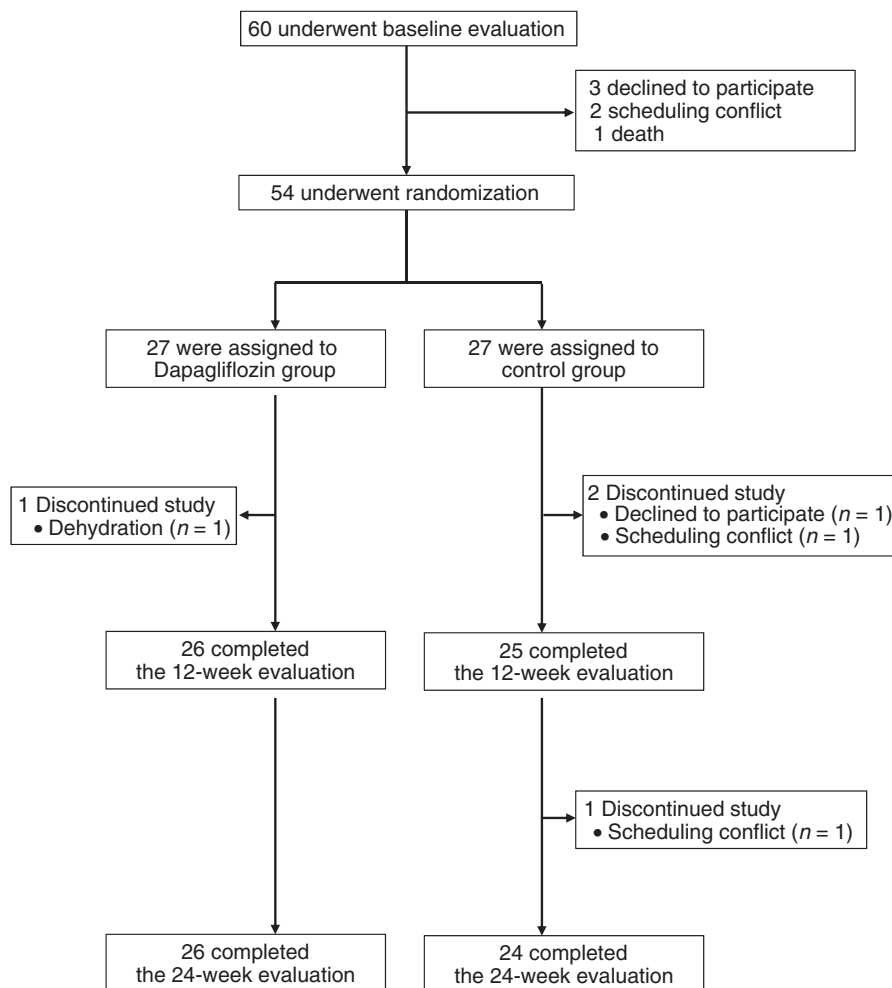 60 underwent baseline evaluation
3 declined to participate
2 scheduling conflict
1 death
54 underwent randomization
27 were assigned to
Dapagliflozin group
27 were assigned to
control group
1 Discontinued study
• Dehydration (n = 1)
2 Discontinued study
• Declined to participate (n = 1)
• Scheduling conflict (n = 1)
26 completed
the 12-week evaluation
25 completed
the 12-week evaluation
1 Discontinued study
• Scheduling conflict (n = 1)
26 completed
the 24-week evaluation
24 completed
the 24-week evaluation